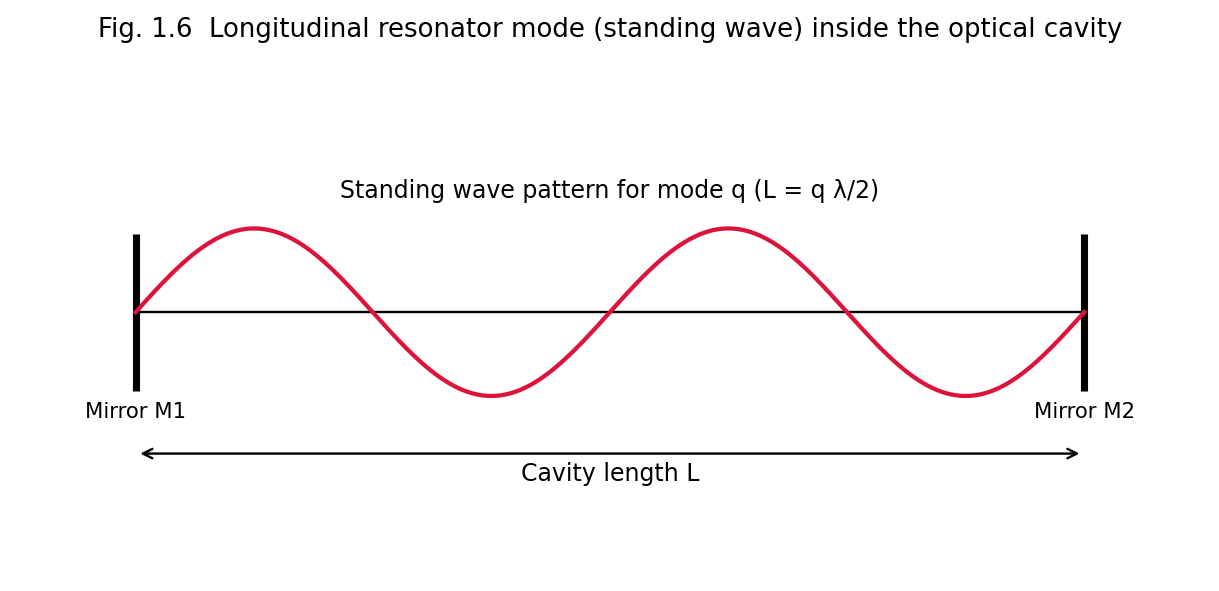 Fig. 1.6  Longitudinal resonator mode (standing wave) inside the optical cavity
Standing wave pattern for mode q (L = q λ/2)
Mirror M1
Mirror M2
Cavity length L